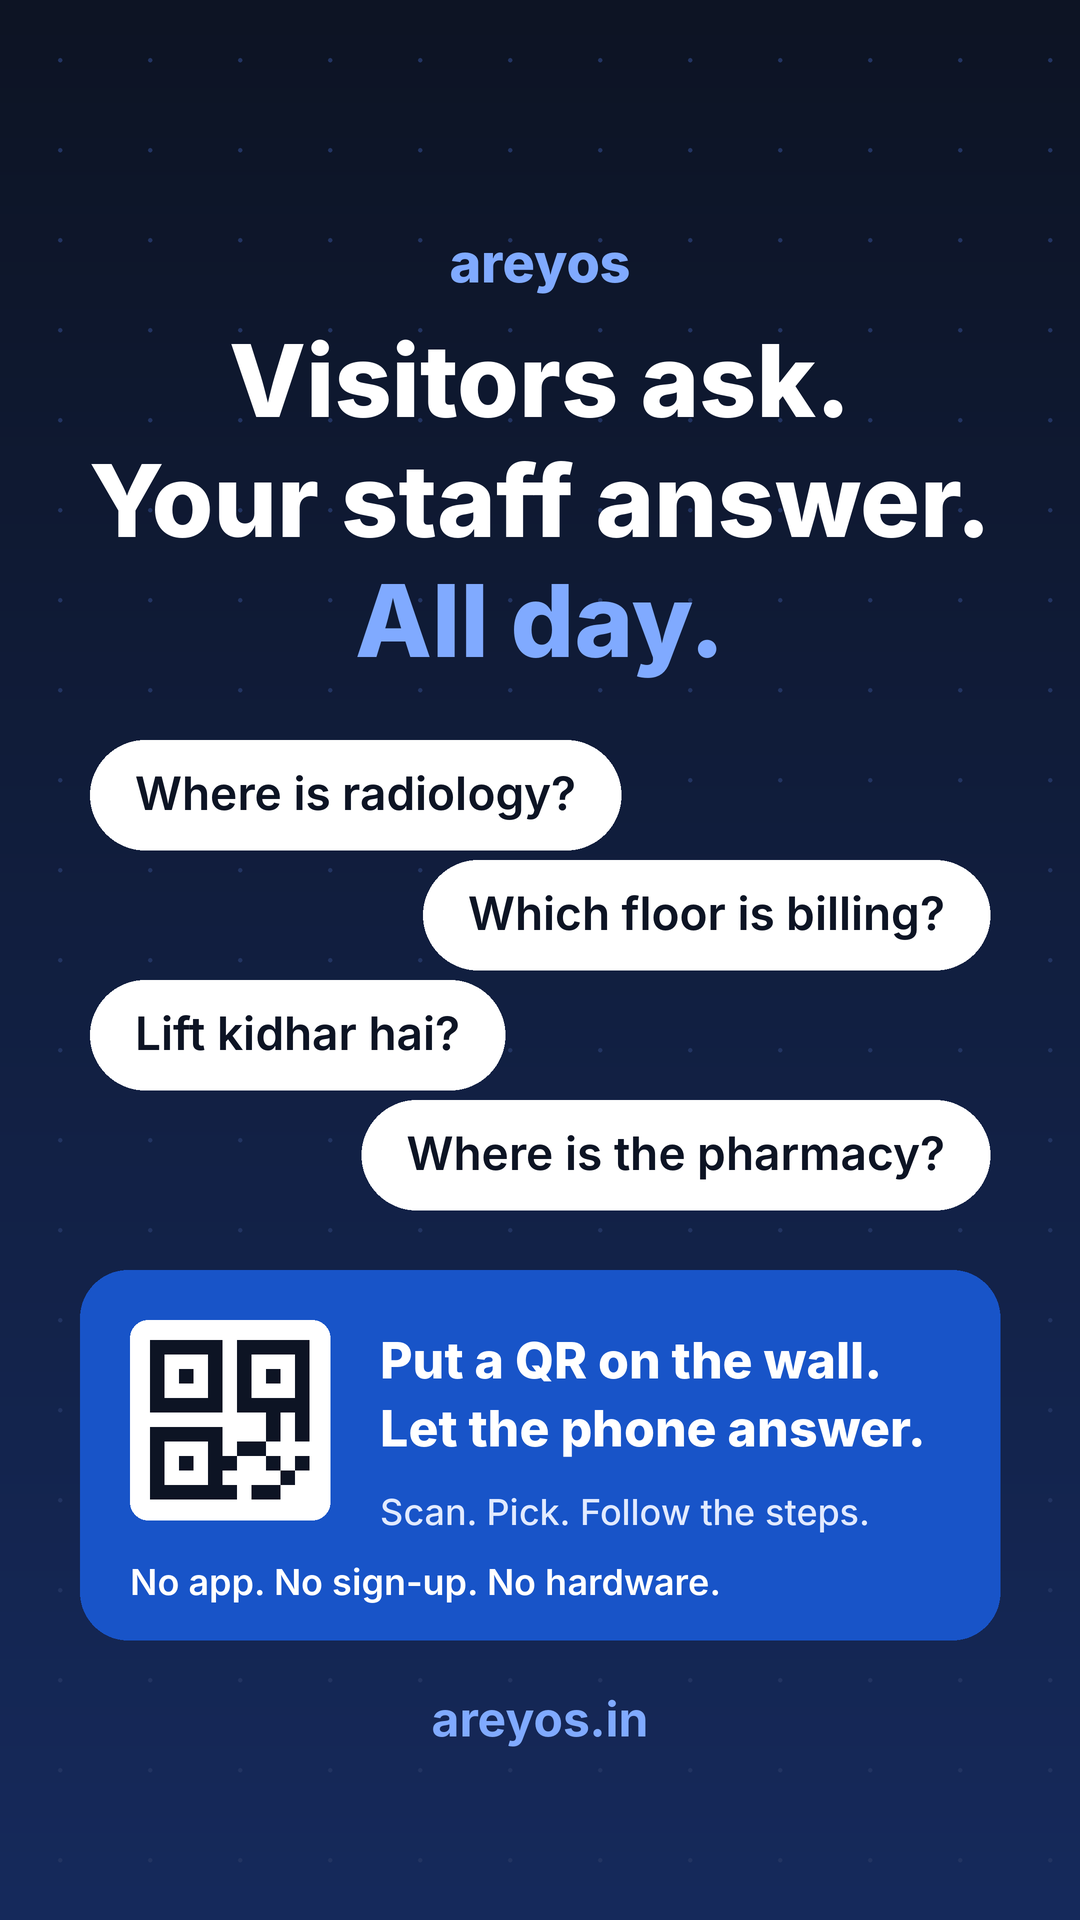 areyos
Visitors ask.
Your staff answer.
All day.
Where is radiology?
Which floor is billing?
Lift kidhar hai?
Where is the pharmacy?
Put a QR on the wall.
Let the phone answer.
Scan. Pick. Follow the steps.
No app. No sign-up. No hardware.
areyos.in